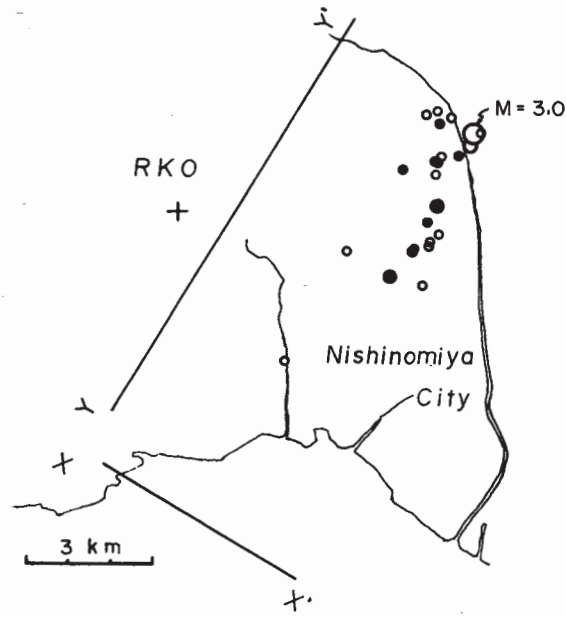 Y'
M = 3.0
RKO
Nishinomiya
City
Y
X
3 km
X'